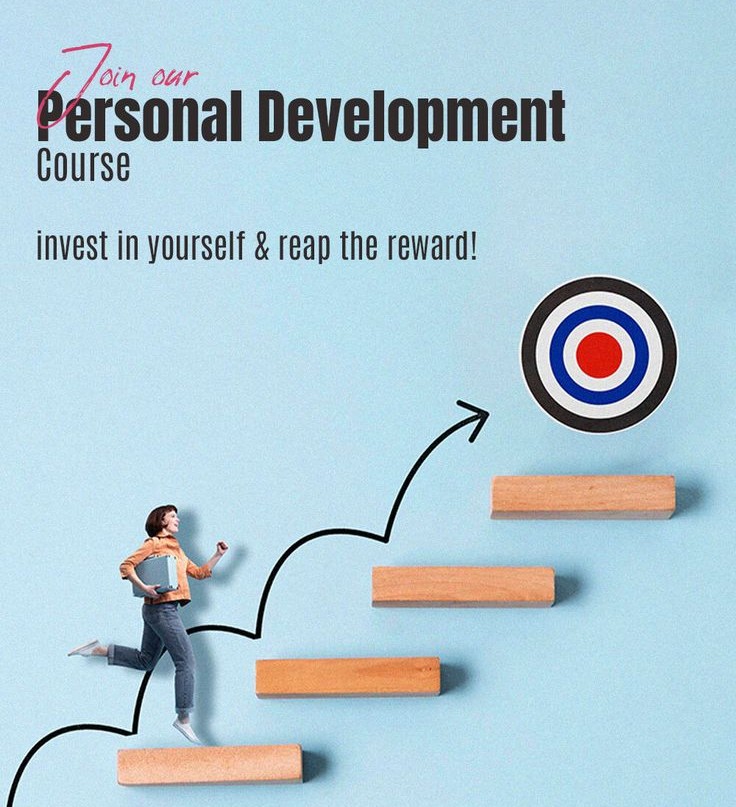 Join our
Personal Development
Course
invest in yourself & reap the reward!